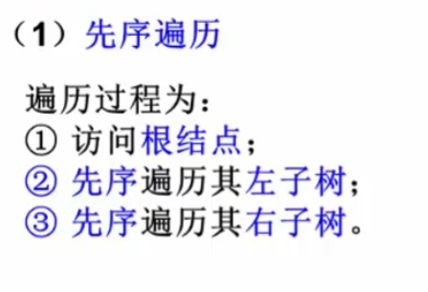 （1）先序遍历
遍历过程为：
① 访问根结点；
② 先序遍历其左子树；
③ 先序遍历其右子树。